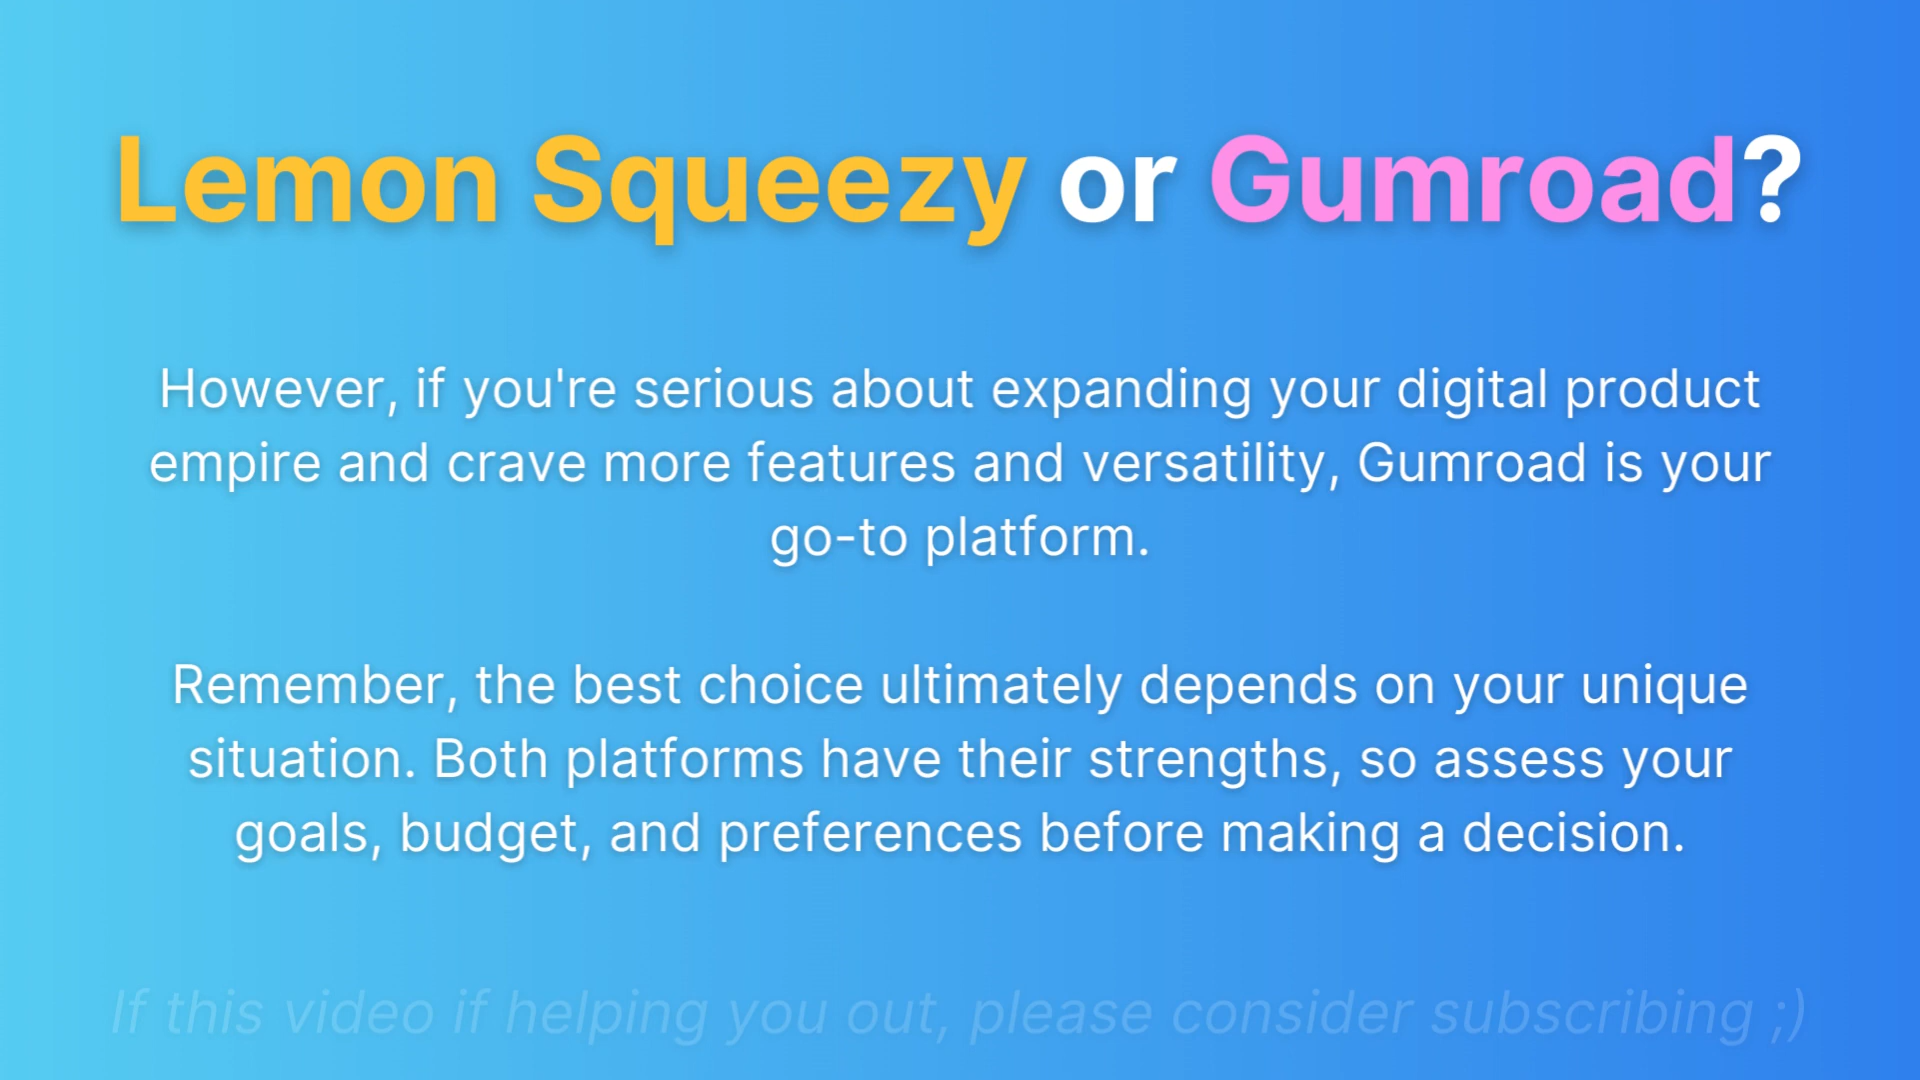 Lemon Squeezy or Gumroad?
However, if you're serious about expanding your digital product
empire and crave more features and versatility, Gumroad is your
go-to platform.
Remember, the best choice ultimately depends on your unique
situation. Both platforms have their strengths, so assess your
goals, budget, and preferences before making a decision.
If this video if helping you out, please consider subscribing ;)